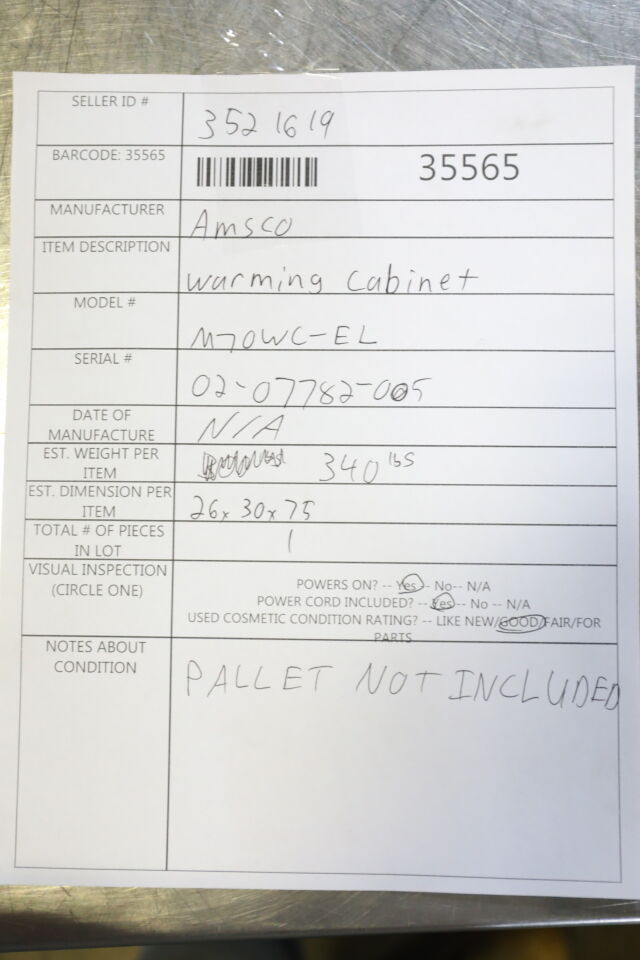 SELLER ID #
3521619
BARCODE: 35565
35565
MANUFACTURER
Amsco
ITEM DESCRIPTION
warming cabinet
MODEL #
M70WC-EL
SERIAL #
02-07782-005
DATE OF
MANUFACTURE
N/A
EST. WEIGHT PER
ITEM
340 lbs
EST. DIMENSION PER
ITEM
26x 30x 75
TOTAL # OF PIECES
IN LOT
1
VISUAL INSPECTION
(CIRCLE ONE)
POWERS ON? -- Yes -- No-- N/A
POWER CORD INCLUDED? -- Yes -- No -- N/A
USED COSMETIC CONDITION RATING? -- LIKE NEW/GOOD/FAIR/FOR
PARTS
NOTES ABOUT
CONDITION
PALLET NOT INCLUDED